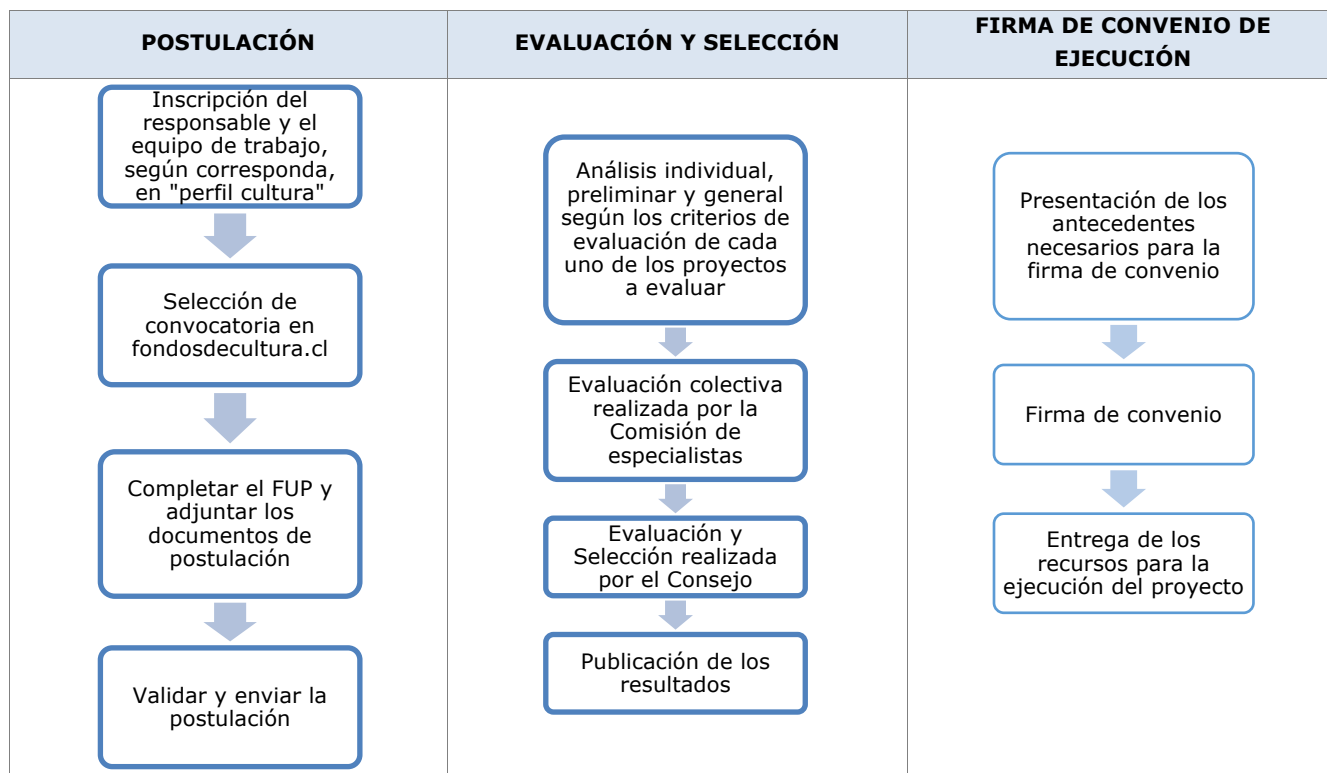 POSTULACIÓN
Inscripción del
responsable y el
equipo de trabajo,
según corresponda,
en "perfil cultura"
Selección de
convocatoria en
fondosdecultura.cl
Completar el FUP y
adjuntar los
documentos de
postulación
Validar y enviar la
postulación
EVALUACIÓN Y SELECCIÓN
Análisis individual,
preliminar y general
según los criterios de
evaluación de cada
uno de los proyectos
a evaluar
Evaluación colectiva
realizada por la
Comisión de
especialistas
Evaluación y
Selección realizada
por el Consejo
Publicación de los
resultados
FIRMA DE CONVENIO DE
EJECUCIÓN
Presentación de los
antecedentes
necesarios para la
firma de convenio
Firma de convenio
Entrega de los
recursos para la
ejecución del proyecto